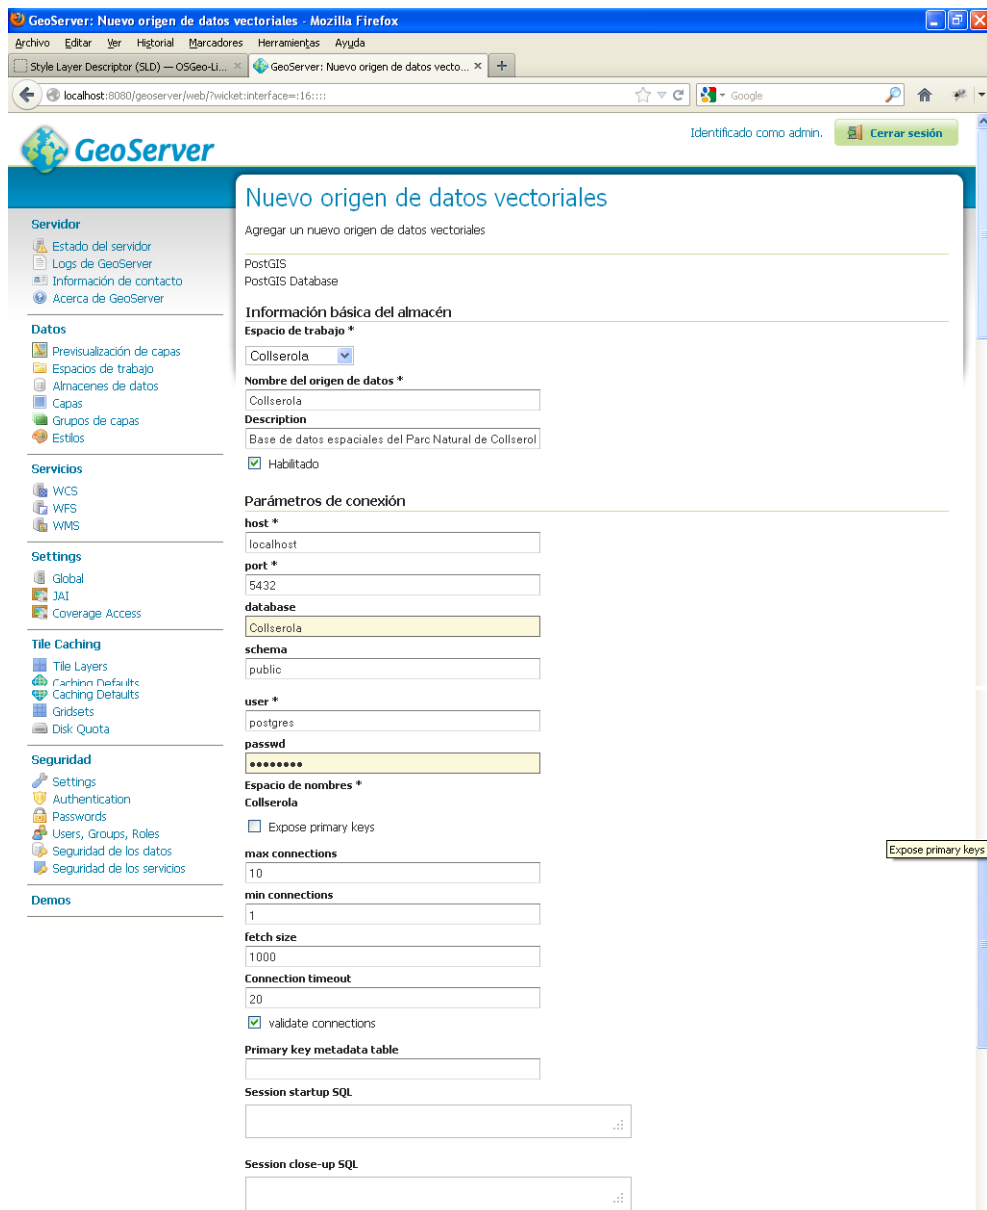 GeoServer: Nuevo origen de datos vectoriales - Mozilla Firefox
Archivo Editar Ver Historial Marcadores Herramientas Ayuda
Style Layer Descriptor (SLD) — OSGeo-Li... × GeoServer: Nuevo origen de datos vecto... × +
localhost:8080/geoserver/web/?wicket:interface=:16:::: Google
Identificado como admin. Cerrar sesión
GeoServer
Servidor
Estado del servidor
Logs de GeoServer
Información de contacto
Acerca de GeoServer
Datos
Previsualización de capas
Espacios de trabajo
Almacenes de datos
Capas
Grupos de capas
Estilos
Servicios
WCS
WFS
WMS
Settings
Global
JAI
Coverage Access
Tile Caching
Tile Layers
Caching Defaults
Caching Defaults
Gridsets
Disk Quota
Seguridad
Settings
Authentication
Passwords
Users, Groups, Roles
Seguridad de los datos
Seguridad de los servicios
Demos
Nuevo origen de datos vectoriales
Agregar un nuevo origen de datos vectoriales
PostGIS
PostGIS Database
Información básica del almacén
Espacio de trabajo *
Collserola
Nombre del origen de datos *
Collserola
Description
Base de datos espaciales del Parc Natural de Collserol
Habilitado
Parámetros de conexión
host *
localhost
port *
5432
database
Collserola
schema
public
user *
postgres
passwd
••••••••
Espacio de nombres *
Collserola
Expose primary keys
Expose primary keys
max connections
10
min connections
1
fetch size
1000
Connection timeout
20
validate connections
Primary key metadata table
Session startup SQL
Session close-up SQL